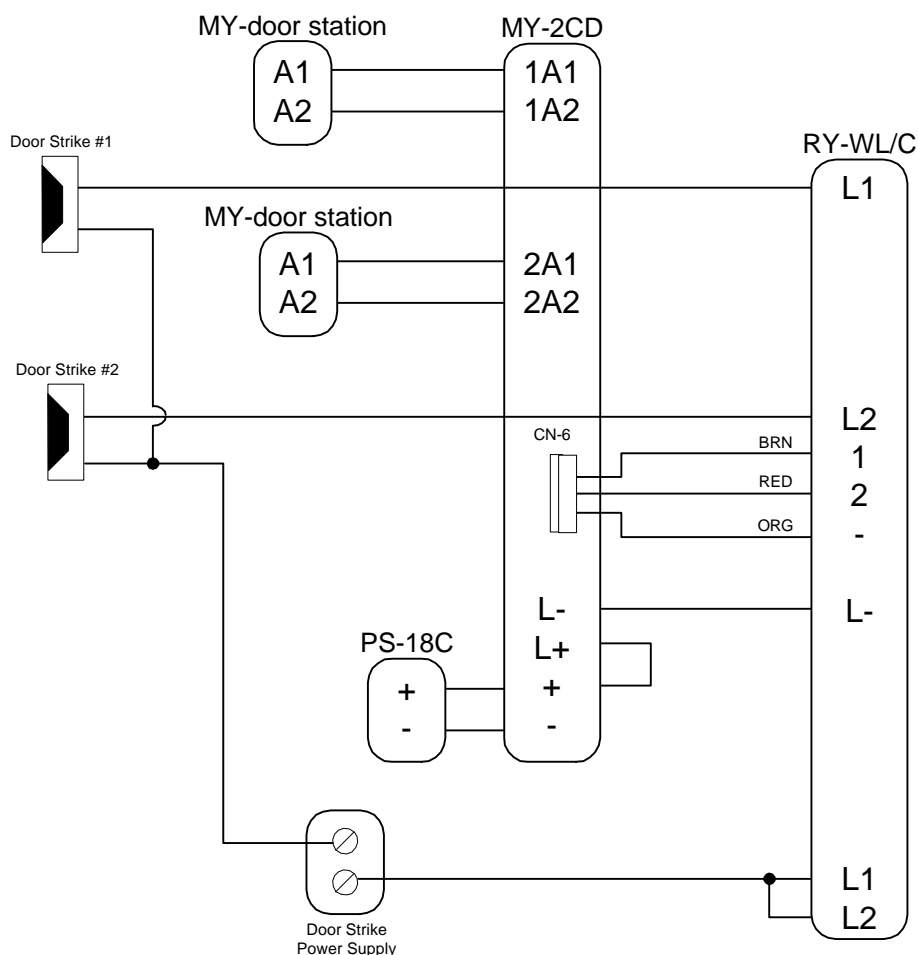 MY-door station
MY-2CD
A1
1A1
A2
1A2
Door Strike #1
RY-WL/C
L1
MY-door station
A1
2A1
A2
2A2
Door Strike #2
L2
CN-6
BRN
1
RED
2
ORG
-
L-
L-
PS-18C
L+
+
+
-
-
L1
L2
Door Strike
Power Supply